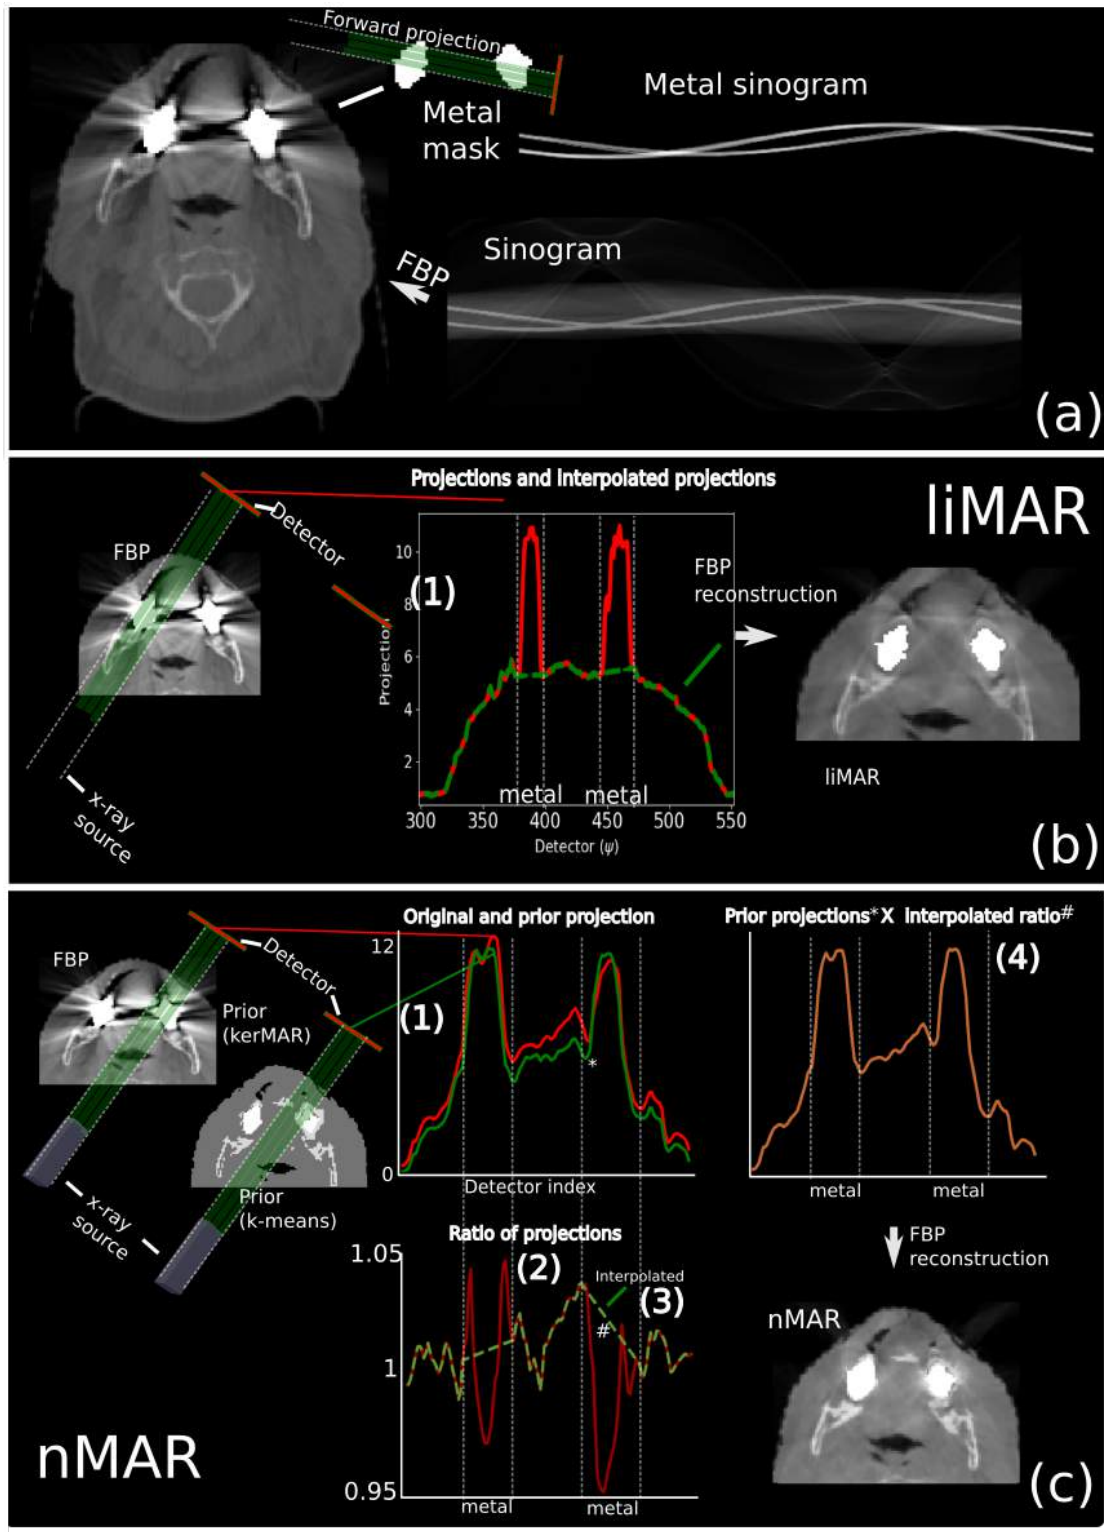 Forward projection
Metal sinogram
Metal
mask
Sinogram
FBP
(a)
Projections and interpolated projections
liMAR
Detector
FBP
(1)
FBP
reconstruction
10
8
6
4
2
Projection
metal
metal
300
350
400
450
500
550
Detector (ψ)
x-ray
source
liMAR
(b)
Original and prior projection
Prior projections* X interpolated ratio#
12
(4)
FBP
Detector
Prior
(kerMAR)
(1)
*
0
Detector index
metal
metal
Prior
(k-means)
x-ray
source
Ratio of projections
FBP
reconstruction
1.05
(2)
Interpolated
(3)
#
nMAR
1
0.95
metal
metal
nMAR
(c)